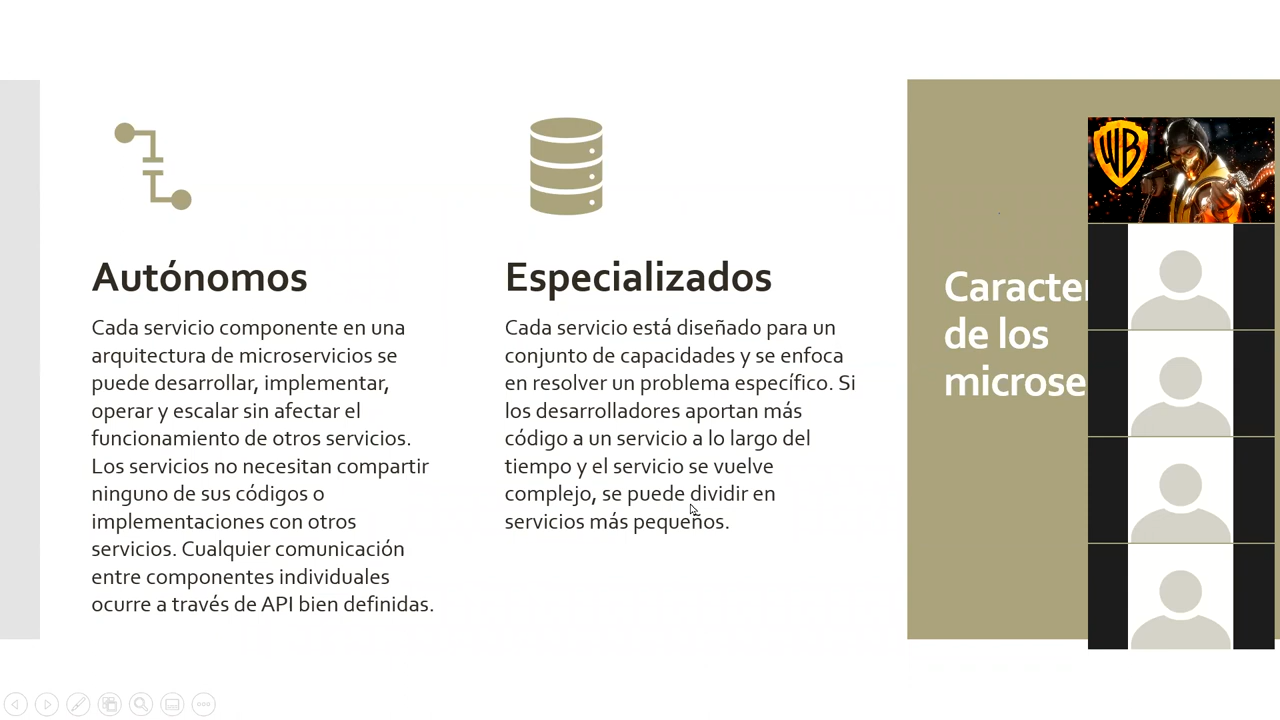 Autónomos
Cada servicio componente en una
arquitectura de microservicios se
puede desarrollar, implementar,
operar y escalar sin afectar el
funcionamiento de otros servicios.
Los servicios no necesitan compartir
ninguno de sus códigos o
implementaciones con otros
servicios. Cualquier comunicación
entre componentes individuales
ocurre a través de API bien definidas.
Especializados
Cada servicio está diseñado para un
conjunto de capacidades y se enfoca
en resolver un problema específico. Si
los desarrolladores aportan más
código a un servicio a lo largo del
tiempo y el servicio se vuelve
complejo, se puede dividir en
servicios más pequeños.
Caracter
de los
microse
WB